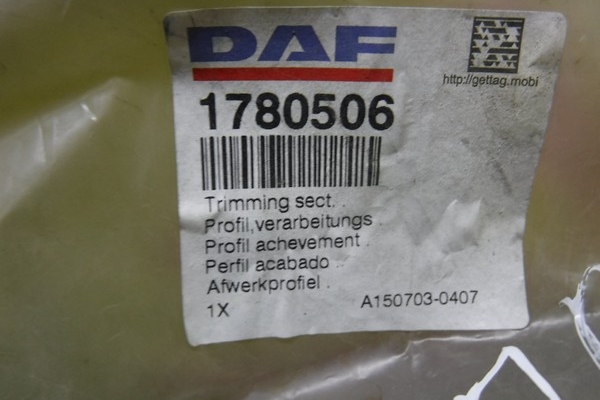 DAF
http://gettag.mobi
1780506
Trimming sect. .
Profil,verarbeitungs .
Profil achevement .
Perfil acabado ..
Afwerkprofiel .
1X A150703-0407